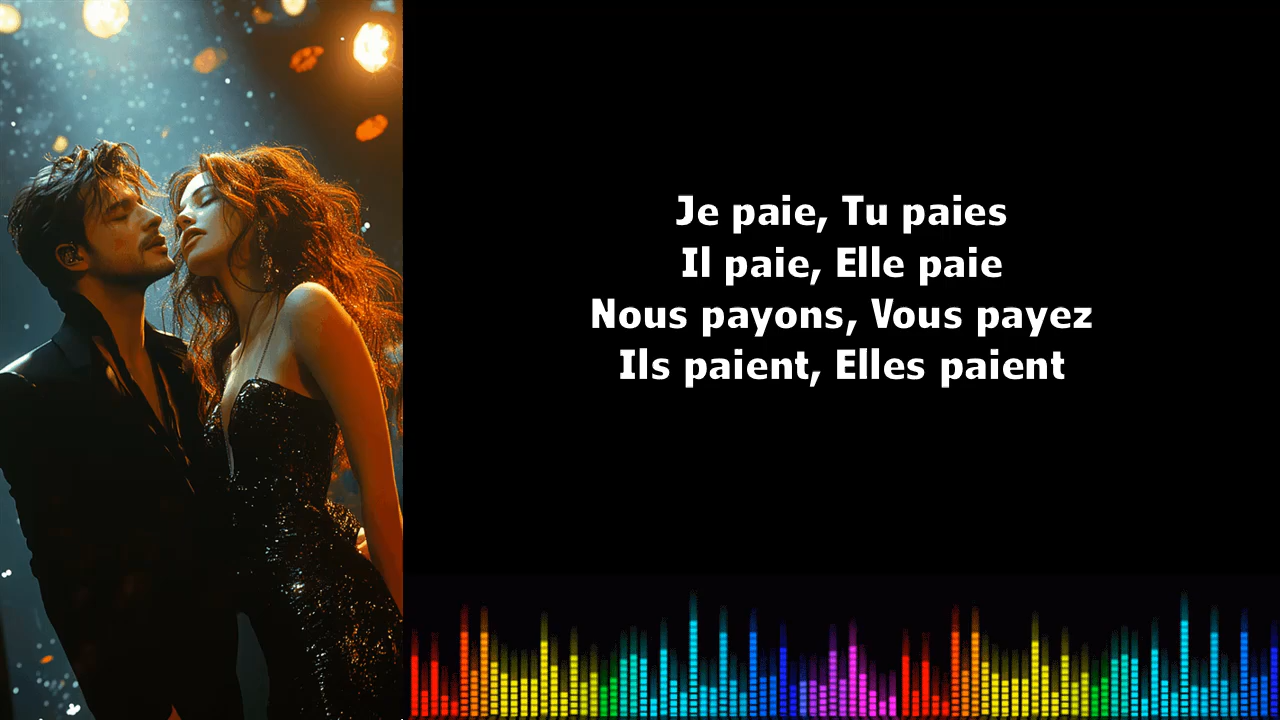 Je paie, Tu paies
Il paie, Elle paie
Nous payons, Vous payez
Ils paient, Elles paient